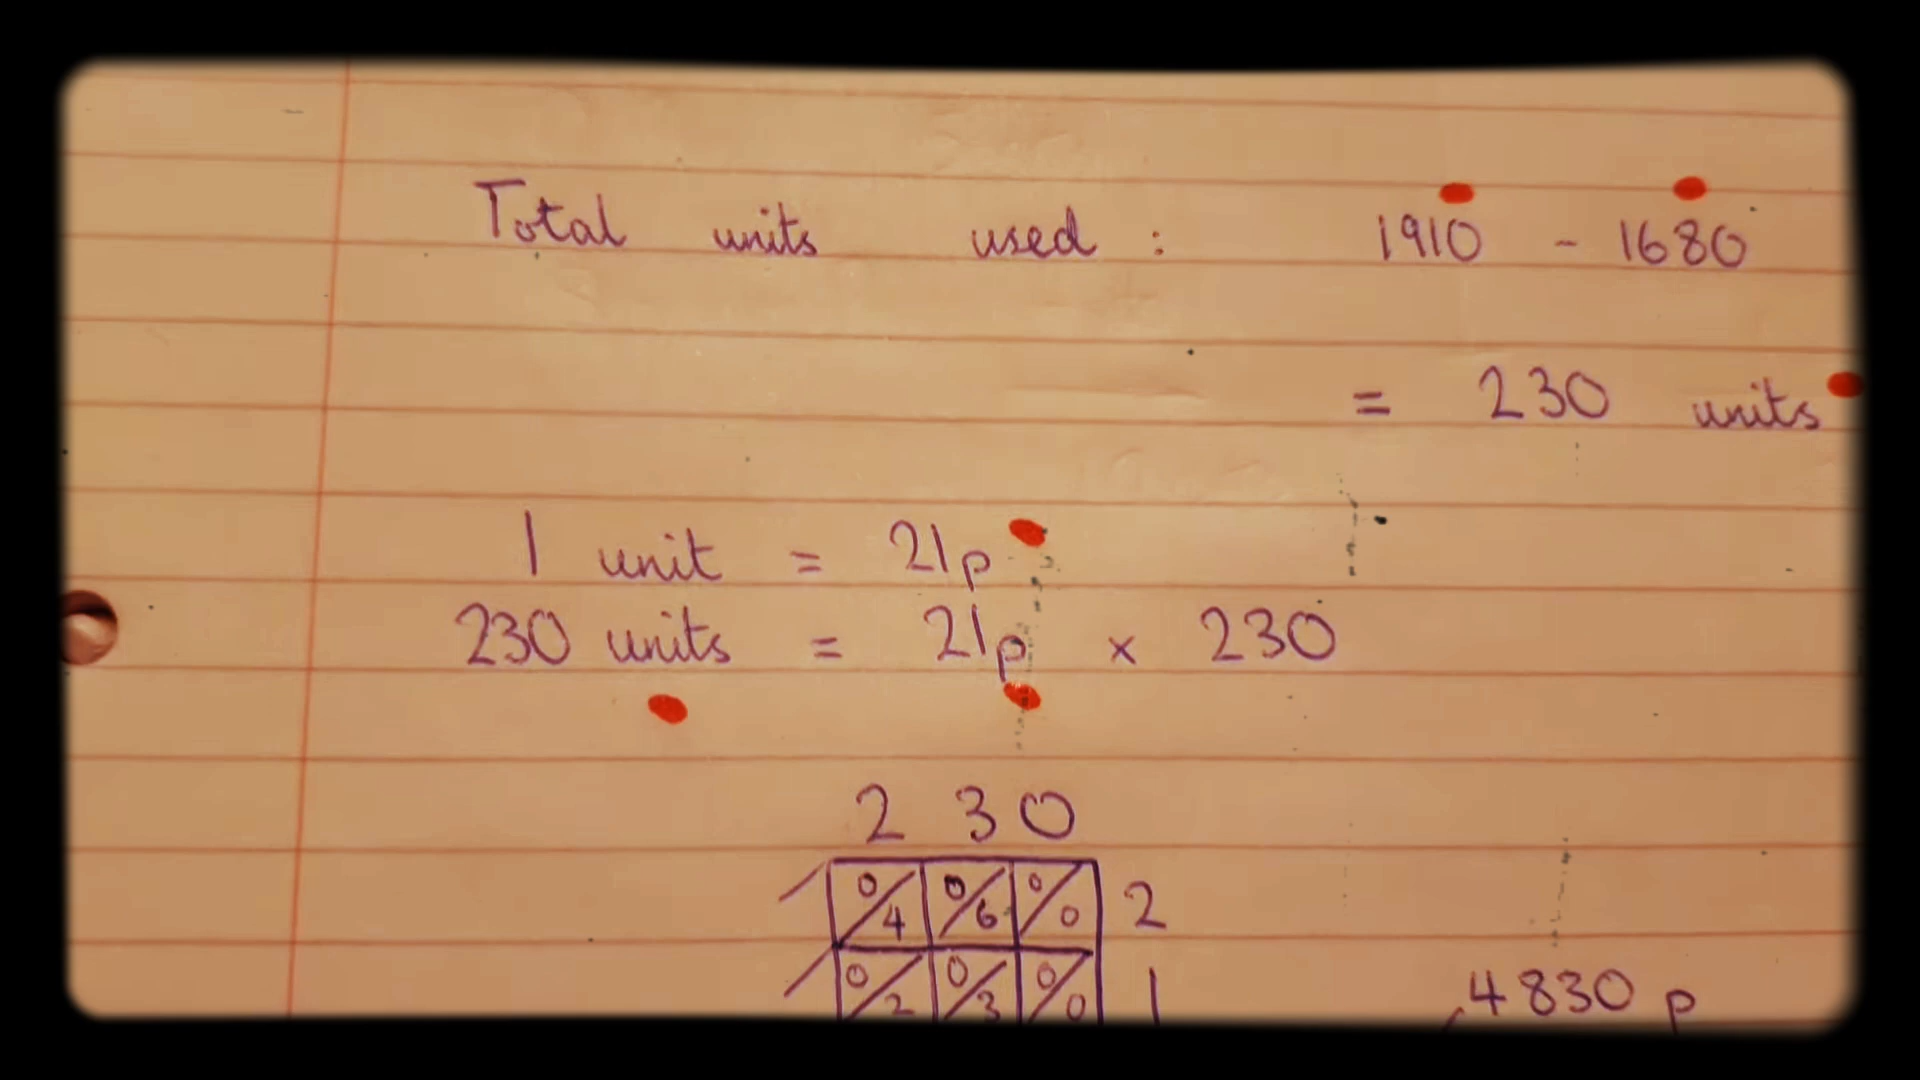 Total units used : 1910 - 1680
= 230 units
1 unit = 21p
230 units = 21p x 230
2 3 0
0/4 0/6 0/0 2
0/2 0/3 0/0 1
4830 p